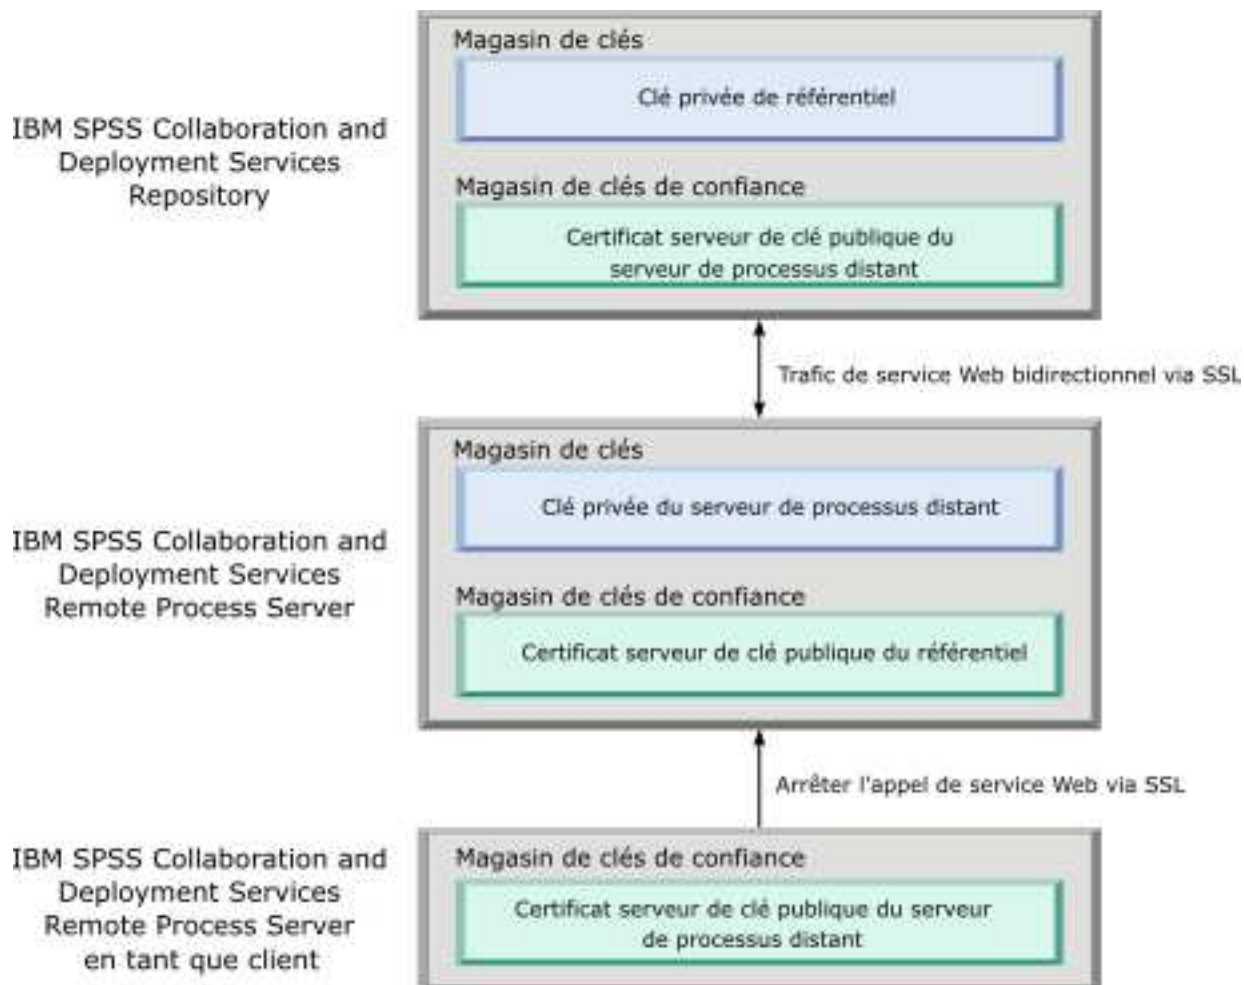 Magasin de clés
Clé privée de référentiel
IBM SPSS Collaboration and
Deployment Services
Repository
Magasin de clés de confiance
Certificat serveur de clé publique du
serveur de processus distant
Trafic de service Web bidirectionnel via SSL
Magasin de clés
Clé privée du serveur de processus distant
IBM SPSS Collaboration and
Deployment Services
Remote Process Server
Magasin de clés de confiance
Certificat serveur de clé publique du référentiel
Arrêter l'appel de service Web via SSL
IBM SPSS Collaboration and
Deployment Services
Remote Process Server
en tant que client
Magasin de clés de confiance
Certificat serveur de clé publique du serveur
de processus distant